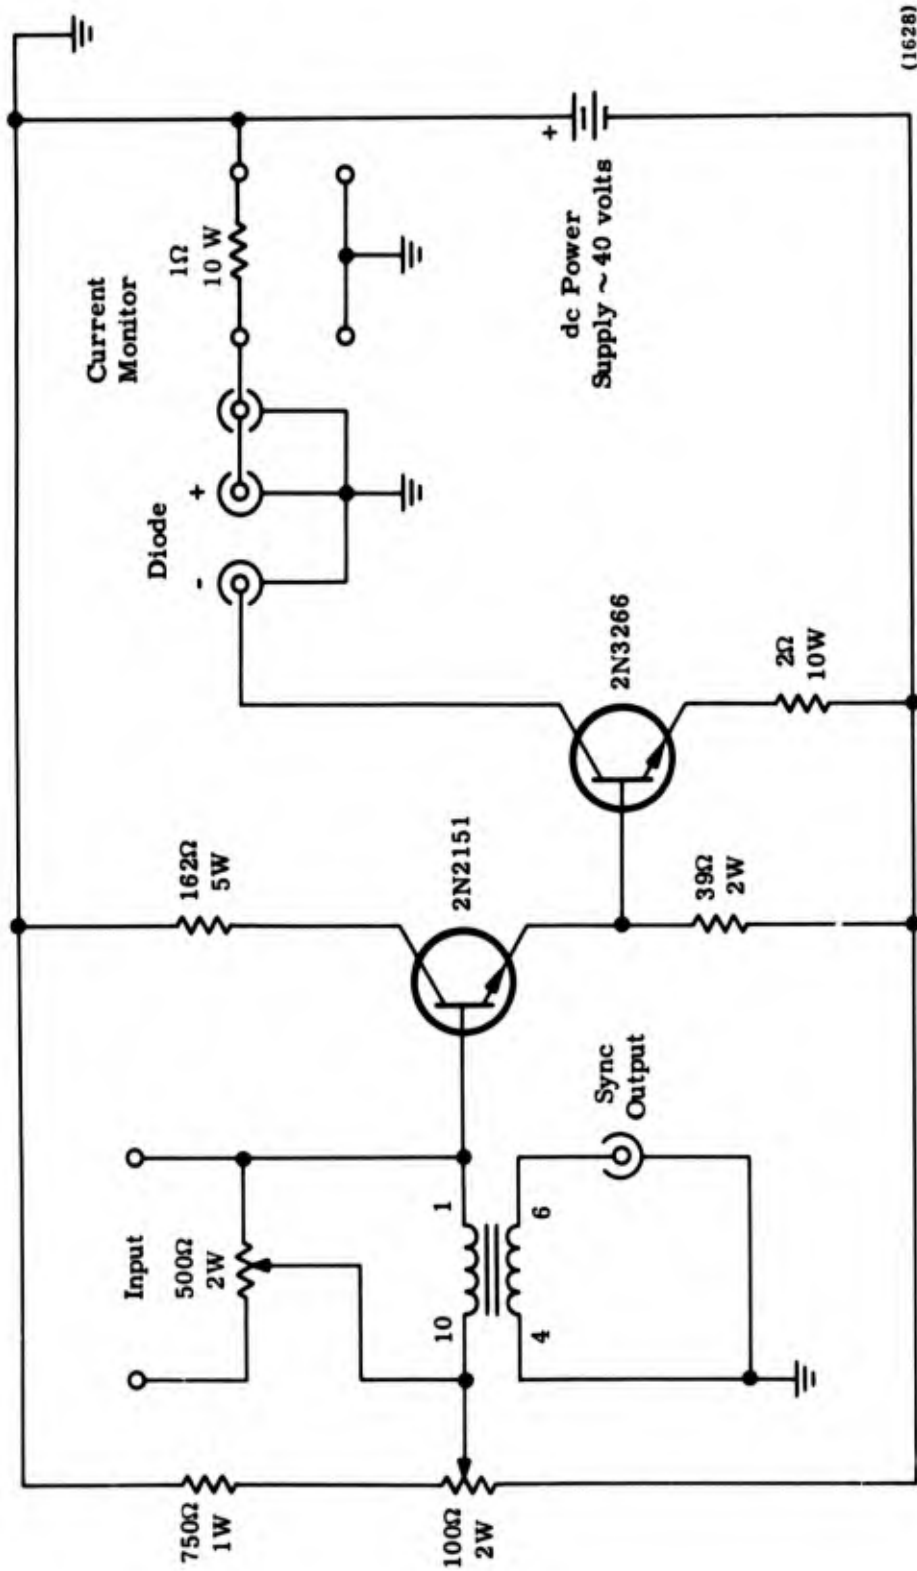 Input
500Ω
2W
750Ω
1W
100Ω
2W
10
1
4
6
Sync
Output
162Ω
5W
2N2151
39Ω
2W
2N3266
2Ω
10W
Diode
-
+
Current
Monitor
1Ω
10 W
+
dc Power
Supply ~ 40 volts
(1628)